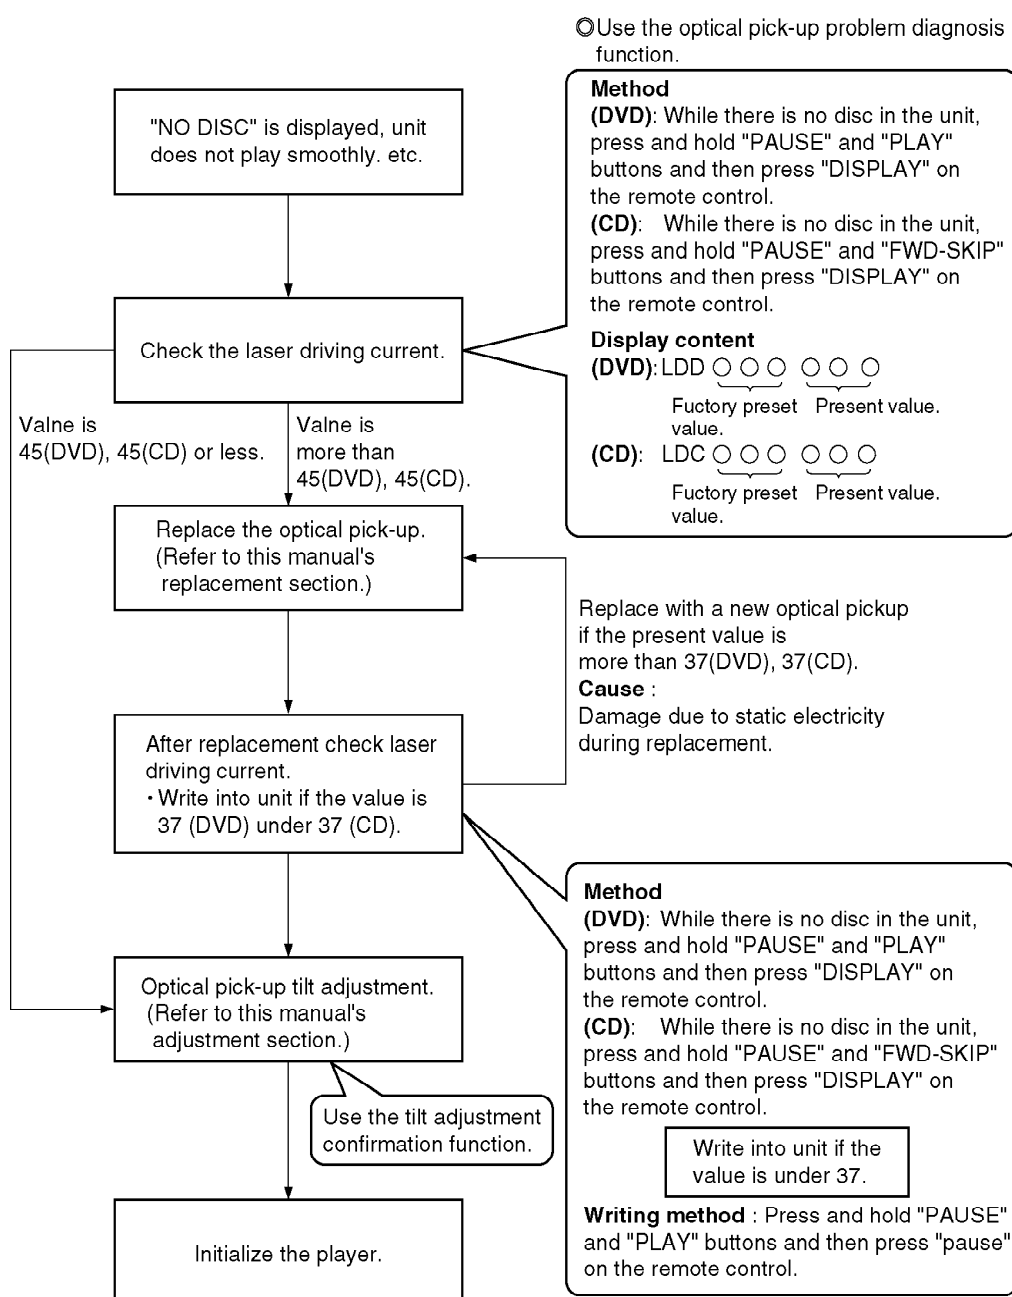 ◎Use the optical pick-up problem diagnosis
function.
"NO DISC" is displayed, unit
does not play smoothly. etc.
Method
(DVD): While there is no disc in the unit,
press and hold "PAUSE" and "PLAY"
buttons and then press "DISPLAY" on
the remote control.
(CD): While there is no disc in the unit,
press and hold "PAUSE" and "FWD-SKIP"
buttons and then press "DISPLAY" on
the remote control.
Display content
(DVD): LDD ○ ○ ○ ○ ○ ○
Fuctory preset Present value.
value.
(CD): LDC ○ ○ ○ ○ ○ ○
Fuctory preset Present value.
value.
Check the laser driving current.
Valne is
45(DVD), 45(CD) or less.
Valne is
more than
45(DVD), 45(CD).
Replace the optical pick-up.
(Refer to this manual's
replacement section.)
Replace with a new optical pickup
if the present value is
more than 37(DVD), 37(CD).
Cause :
Damage due to static electricity
during replacement.
After replacement check laser
driving current.
・Write into unit if the value is
37 (DVD) under 37 (CD).
Method
(DVD): While there is no disc in the unit,
press and hold "PAUSE" and "PLAY"
buttons and then press "DISPLAY" on
the remote control.
(CD): While there is no disc in the unit,
press and hold "PAUSE" and "FWD-SKIP"
buttons and then press "DISPLAY" on
the remote control.
Write into unit if the
value is under 37.
Writing method : Press and hold "PAUSE"
and "PLAY" buttons and then press "pause"
on the remote control.
Optical pick-up tilt adjustment.
(Refer to this manual's
adjustment section.)
Use the tilt adjustment
confirmation function.
Initialize the player.